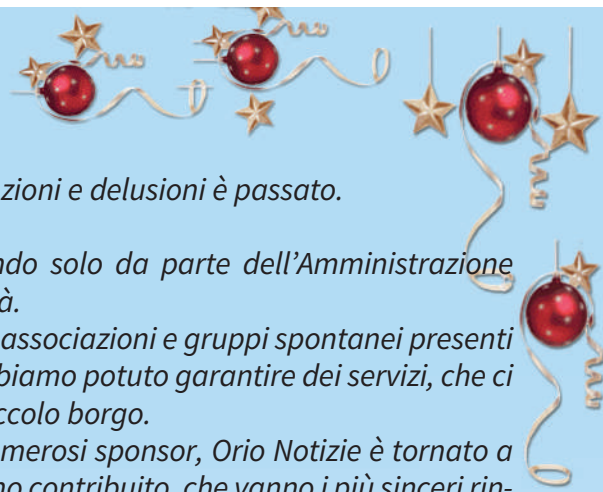 zioni e delusioni è passato.
ndo solo da parte dell'Amministrazione
à.
associazioni e gruppi spontanei presenti
biamo potuto garantire dei servizi, che ci
ccolo borgo.
merosi sponsor, Orio Notizie è tornato a
no contribuito, che vanno i più sinceri rin-